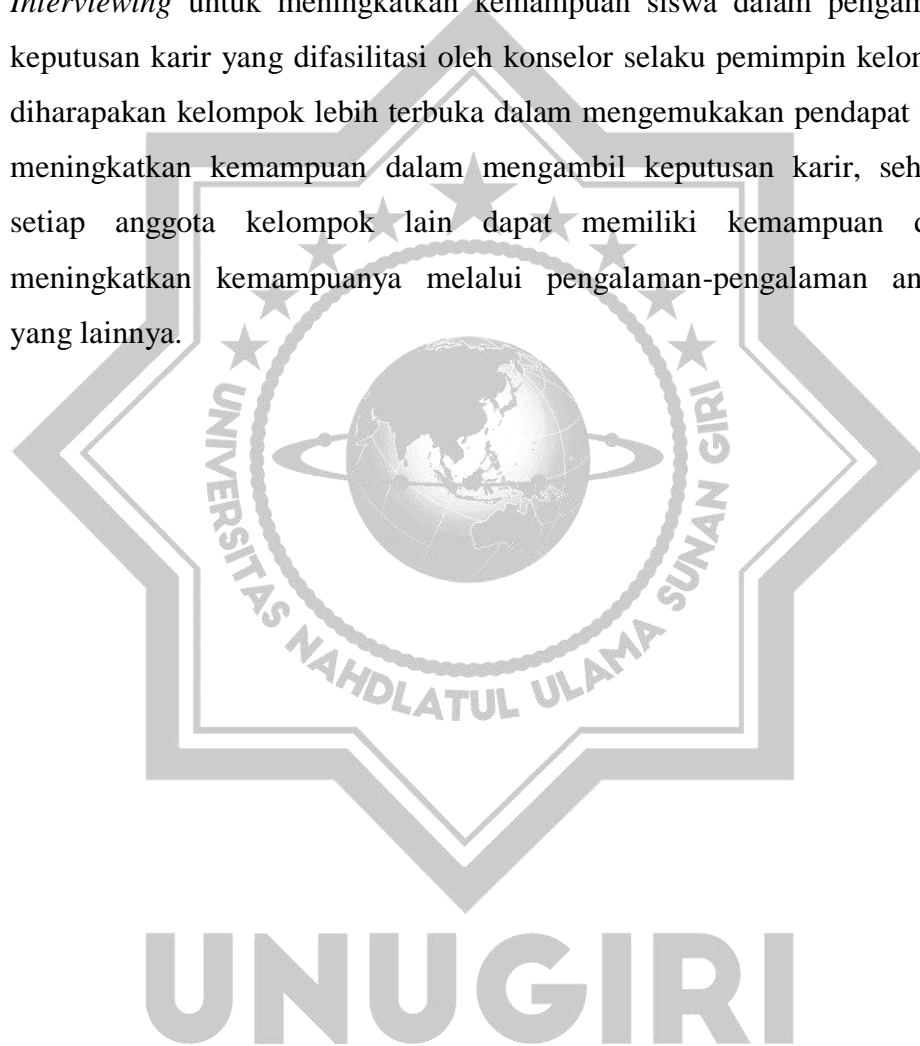 Interviewing untuk meningkatkan kemampuan siswa dalam pengam
keputusan karir yang difasilitasi oleh konselor selaku pemimpin kelon
diharapakan kelompok lebih terbuka dalam mengemukakan pendapat
meningkatkan kemampuan dalam mengambil keputusan karir, seh
setiap anggota kelompok lain dapat memiliki kemampuan d
meningkatkan kemampuanya melalui pengalaman-pengalaman an
yang lainnya.
UNIVERSITAS NAHDLATUL ULAMA SUNAN GIRI
UNUGIRI